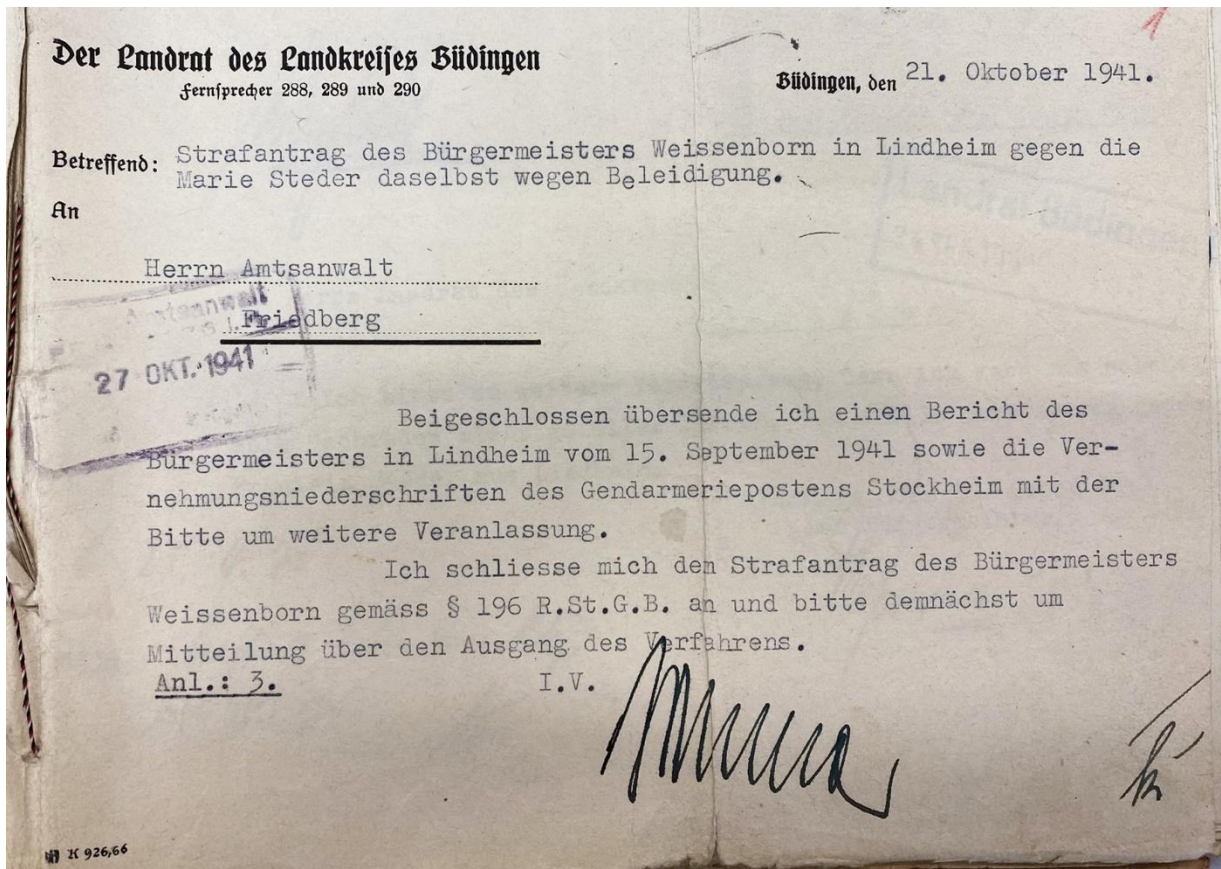 1
Der Landrat des Landkreises Büdingen
Fernsprecher 288, 289 und 290
Büdingen, den 21. Oktober 1941.
Betreffend: Strafantrag des Bürgermeisters Weissenborn in Lindheim gegen die
Marie Steder daselbst wegen Beleidigung.
An
Herrn Amtsanwalt
Friedberg
Amtsanwalt
27 OKT. 1941
Beigeschlossen übersende ich einen Bericht des
Bürgermeisters in Lindheim vom 15. September 1941 sowie die Ver-
nehmungsniederschriften des Gendarmeriepostens Stockheim mit der
Bitte um weitere Veranlassung.
Ich schliesse mich dem Strafantrag des Bürgermeisters
Weissenborn gemäss § 196 R.St.G.B. an und bitte demnächst um
Mitteilung über den Ausgang des Verfahrens.
Anl.: 3. I.V.
K 926,66